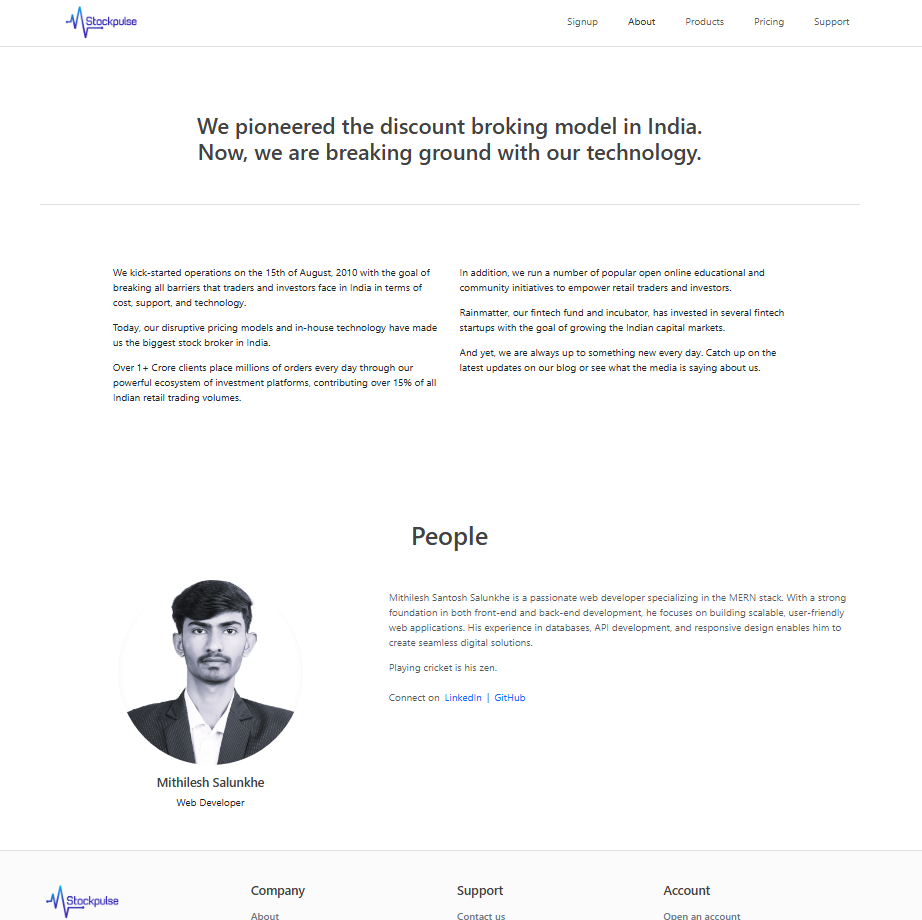 Stockpulse
Signup About Products Pricing Support
We pioneered the discount broking model in India.
Now, we are breaking ground with our technology.
We kick-started operations on the 15th of August, 2010 with the goal of
breaking all barriers that traders and investors face in India in terms of
cost, support, and technology.
Today, our disruptive pricing models and in-house technology have made
us the biggest stock broker in India.
Over 1+ Crore clients place millions of orders every day through our
powerful ecosystem of investment platforms, contributing over 15% of all
Indian retail trading volumes.
In addition, we run a number of popular open online educational and
community initiatives to empower retail traders and investors.
Rainmatter, our fintech fund and incubator, has invested in several fintech
startups with the goal of growing the Indian capital markets.
And yet, we are always up to something new every day. Catch up on the
latest updates on our blog or see what the media is saying about us.
People
Mithilesh Salunkhe
Web Developer
Mithilesh Santosh Salunkhe is a passionate web developer specializing in the MERN stack. With a strong
foundation in both front-end and back-end development, he focuses on building scalable, user-friendly
web applications. His experience in databases, API development, and responsive design enables him to
create seamless digital solutions.
Playing cricket is his zen.
Connect on LinkedIn | GitHub
Stockpulse
Company
About
Support
Contact us
Account
Open an account